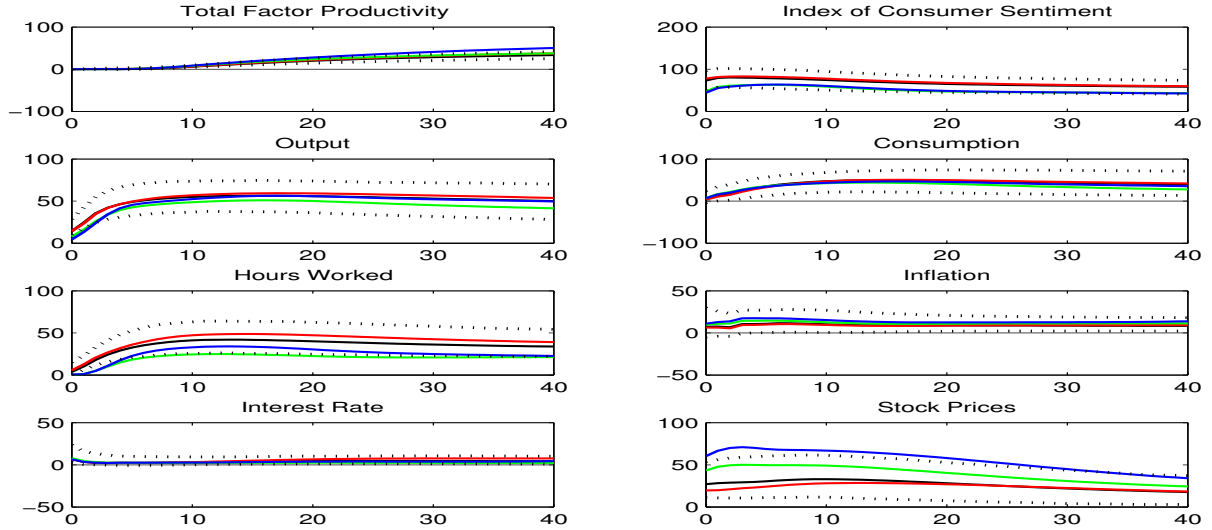 Total Factor Productivity
100
0
−100
0 10 20 30 40
Index of Consumer Sentiment
200
100
0
0 10 20 30 40
Output
100
50
0
0 10 20 30 40
Consumption
100
0
−100
0 10 20 30 40
Hours Worked
100
50
0
0 10 20 30 40
Inflation
50
0
−50
0 10 20 30 40
Interest Rate
50
0
−50
0 10 20 30 40
Stock Prices
100
50
0
0 10 20 30 40